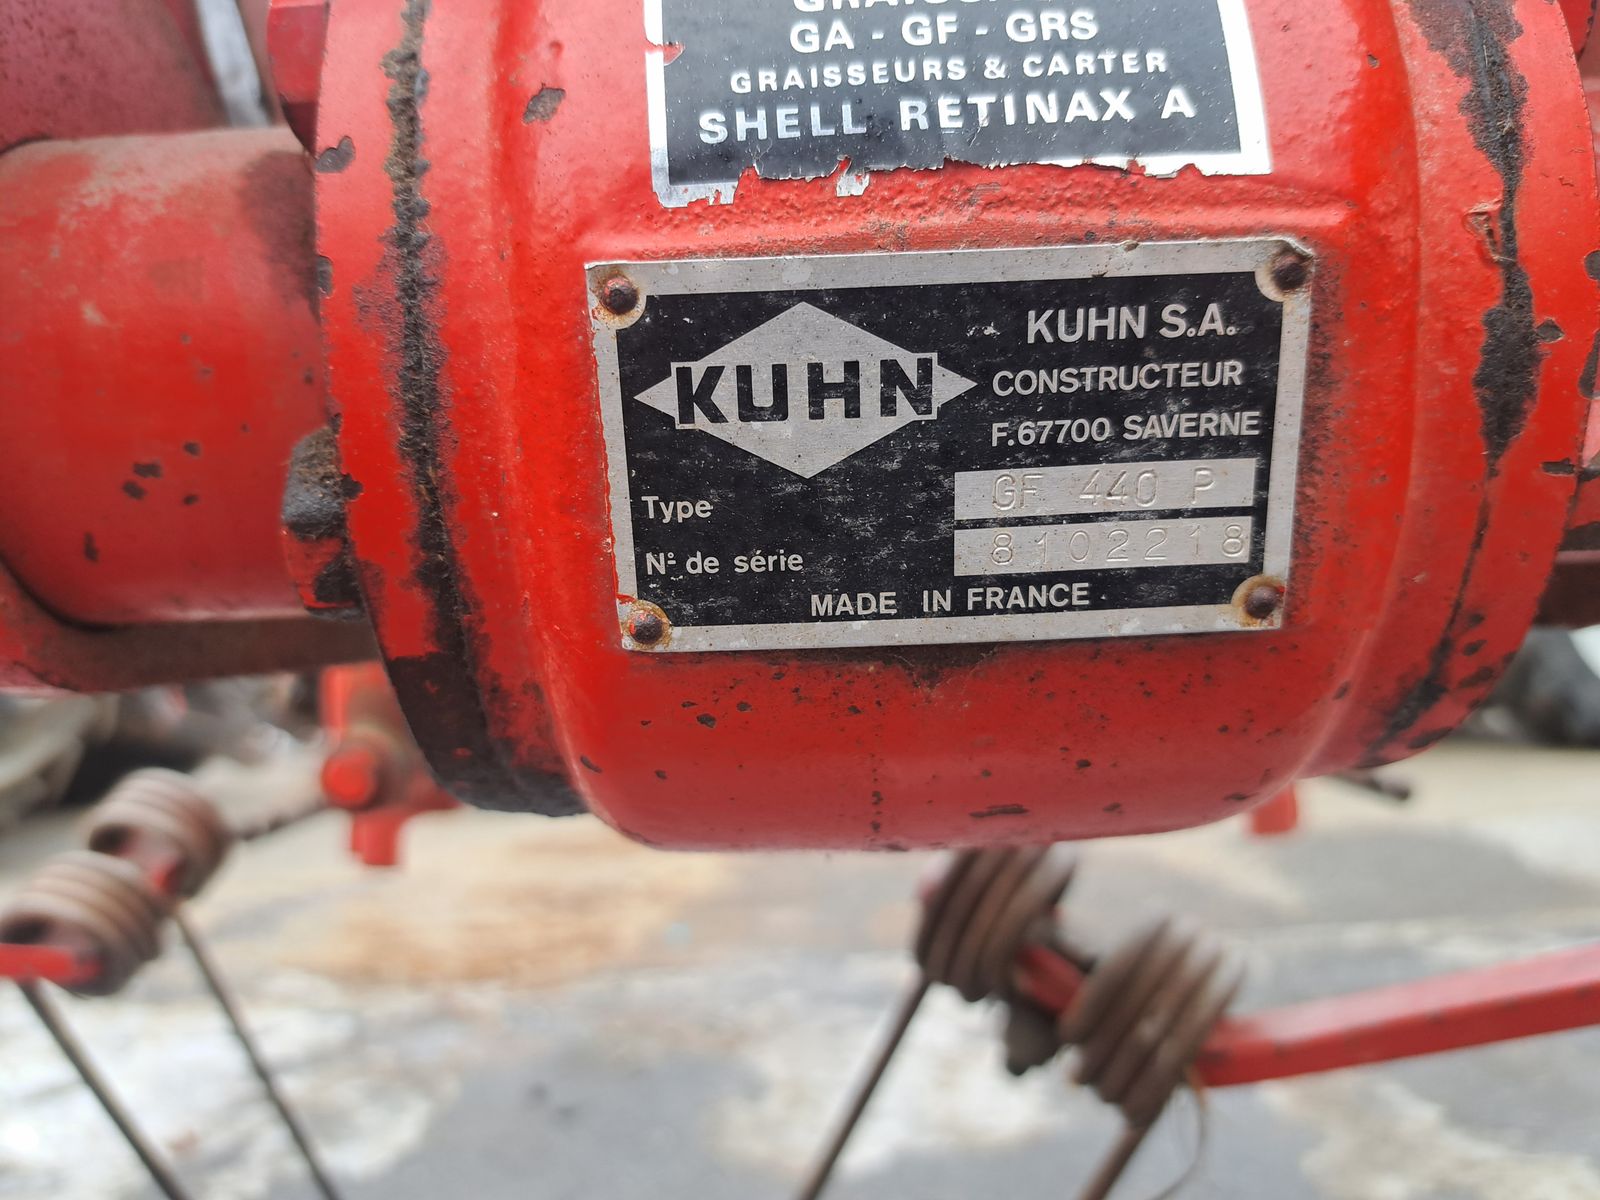 GA - GF - GRS
GRAISSEURS & CARTER
SHELL RETINAX A
KUHN
KUHN S.A.
CONSTRUCTEUR
F.67700 SAVERNE
Type GF 440 P
Nº de série 8102218
MADE IN FRANCE